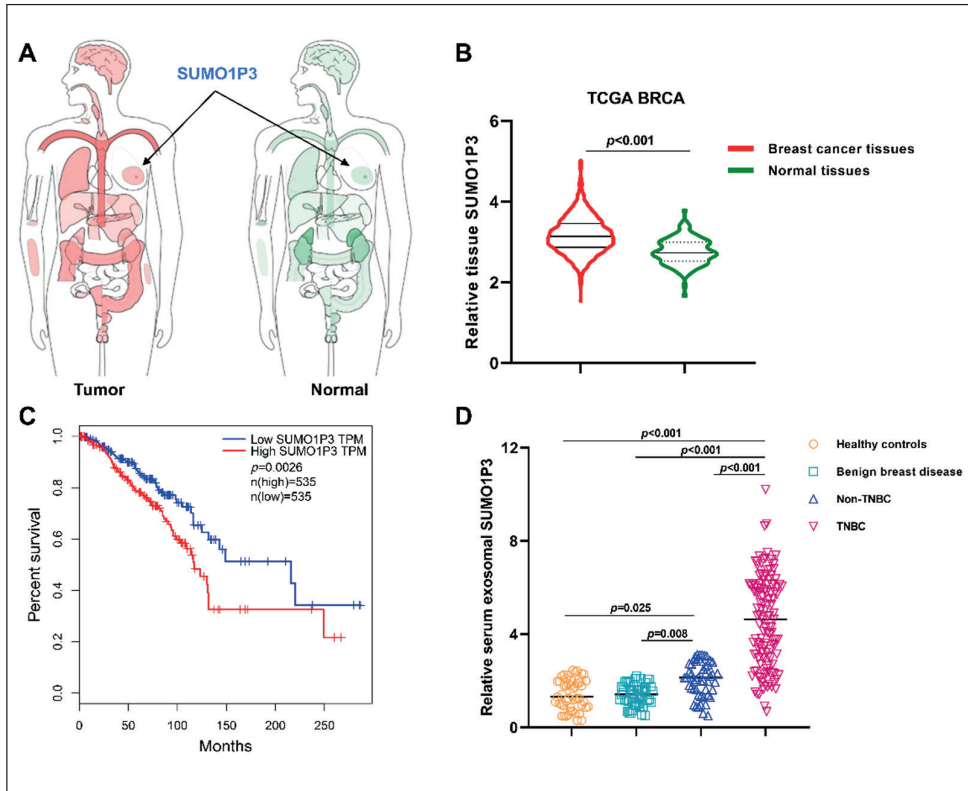 A
SUMO1P3
Tumor
Normal
B
TCGA BRCA
Relative tissue SUMO1P3
6
4
2
0
p<0.001
Breast cancer tissues
Normal tissues
C
Percent survival
1.0
0.8
0.6
0.4
0.2
0.0
Low SUMO1P3 TPM
High SUMO1P3 TPM
p=0.0026
n(high)=535
n(low)=535
0
50
100
150
200
250
Months
D
Relative serum exosomal SUMO1P3
12
8
4
0
p<0.001
p<0.001
p<0.001
p=0.025
p=0.008
Healthy controls
Benign breast disease
Non-TNBC
TNBC